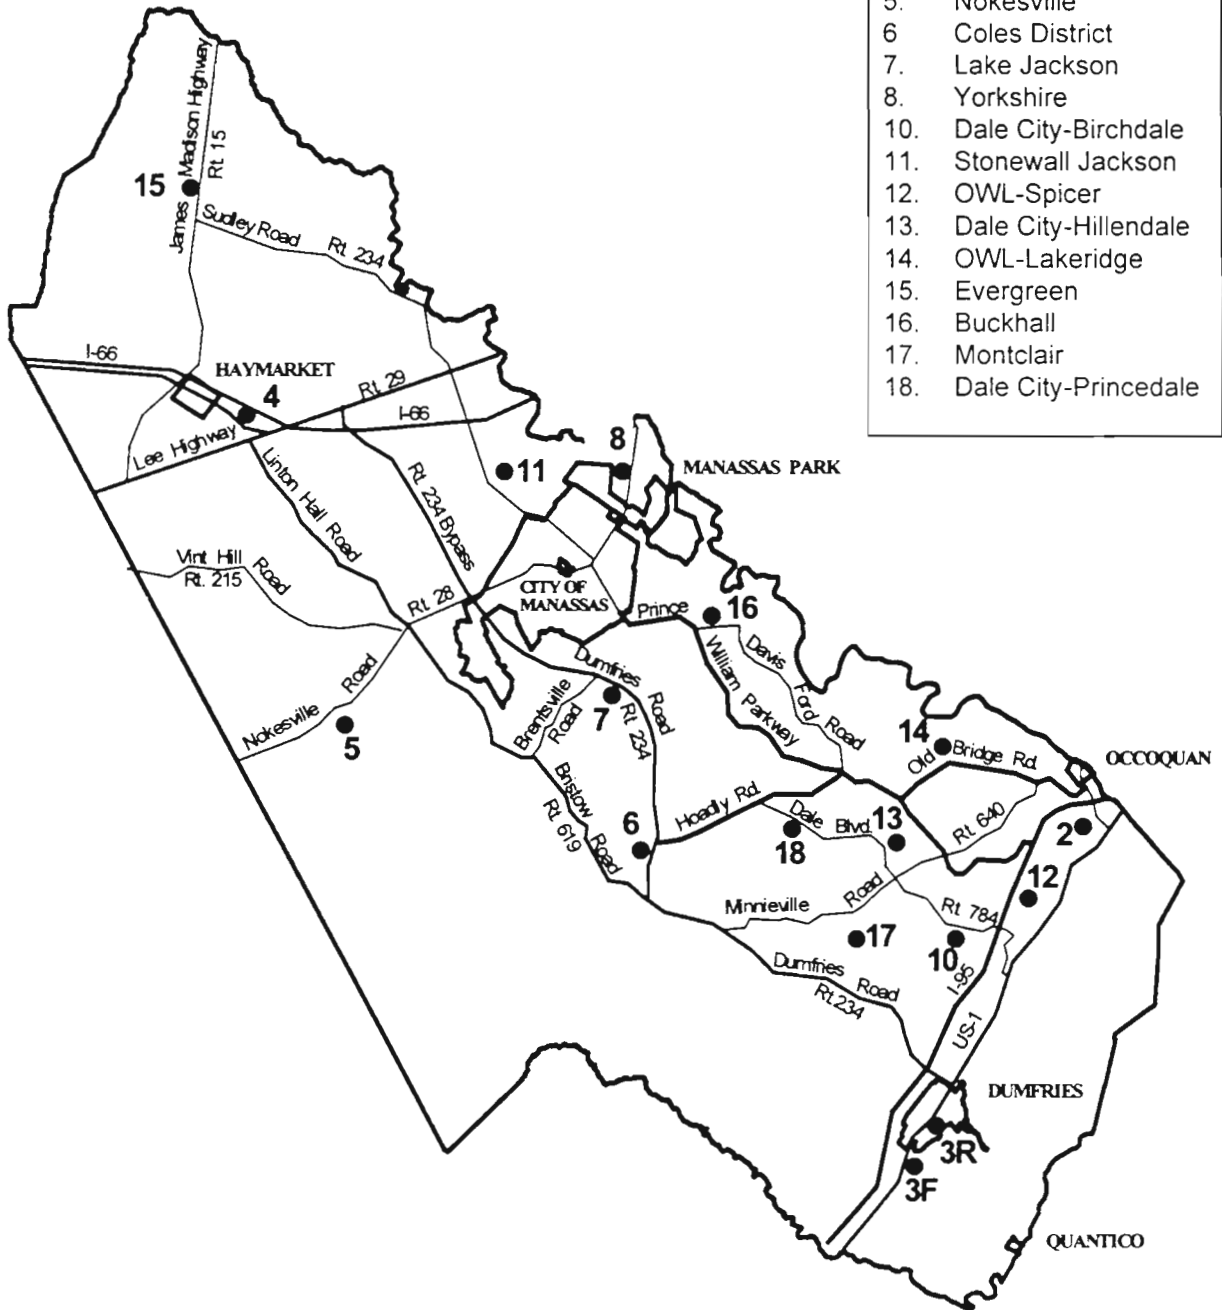 5. Nokesville
6 Coles District
7. Lake Jackson
8. Yorkshire
10. Dale City-Birchdale
11. Stonewall Jackson
12. OWL-Spicer
13. Dale City-Hillendale
14. OWL-Lakeridge
15. Evergreen
16. Buckhall
17. Montclair
18. Dale City-Princedale
James Madison Highway
Rt. 15
15
Sudley Road Rt. 234
I-66
HAYMARKET
4
Rt. 29
I-66
Lee Highway
8
MANASSAS PARK
11
Linton Hall Road
Rt. 234 Bypass
Vint Hill Road
Rt. 215
Rt. 28
CITY OF
MANASSAS
Prince William Parkway
16
Davis Ford Road
Nokesville Road
5
Brentsville Road
7
Dumfries Road
Rt. 234
14
Old Bridge Rd.
OCCOQUAN
Bristow Road
Rt. 619
6
Hoadly Rd.
Dale Blvd.
18
13
Rt. 640
2
12
Minnieville Road
Rt. 784
17
10
Dumfries Road
Rt. 234
I-95
US-1
DUMFRIES
3R
3F
QUANTICO